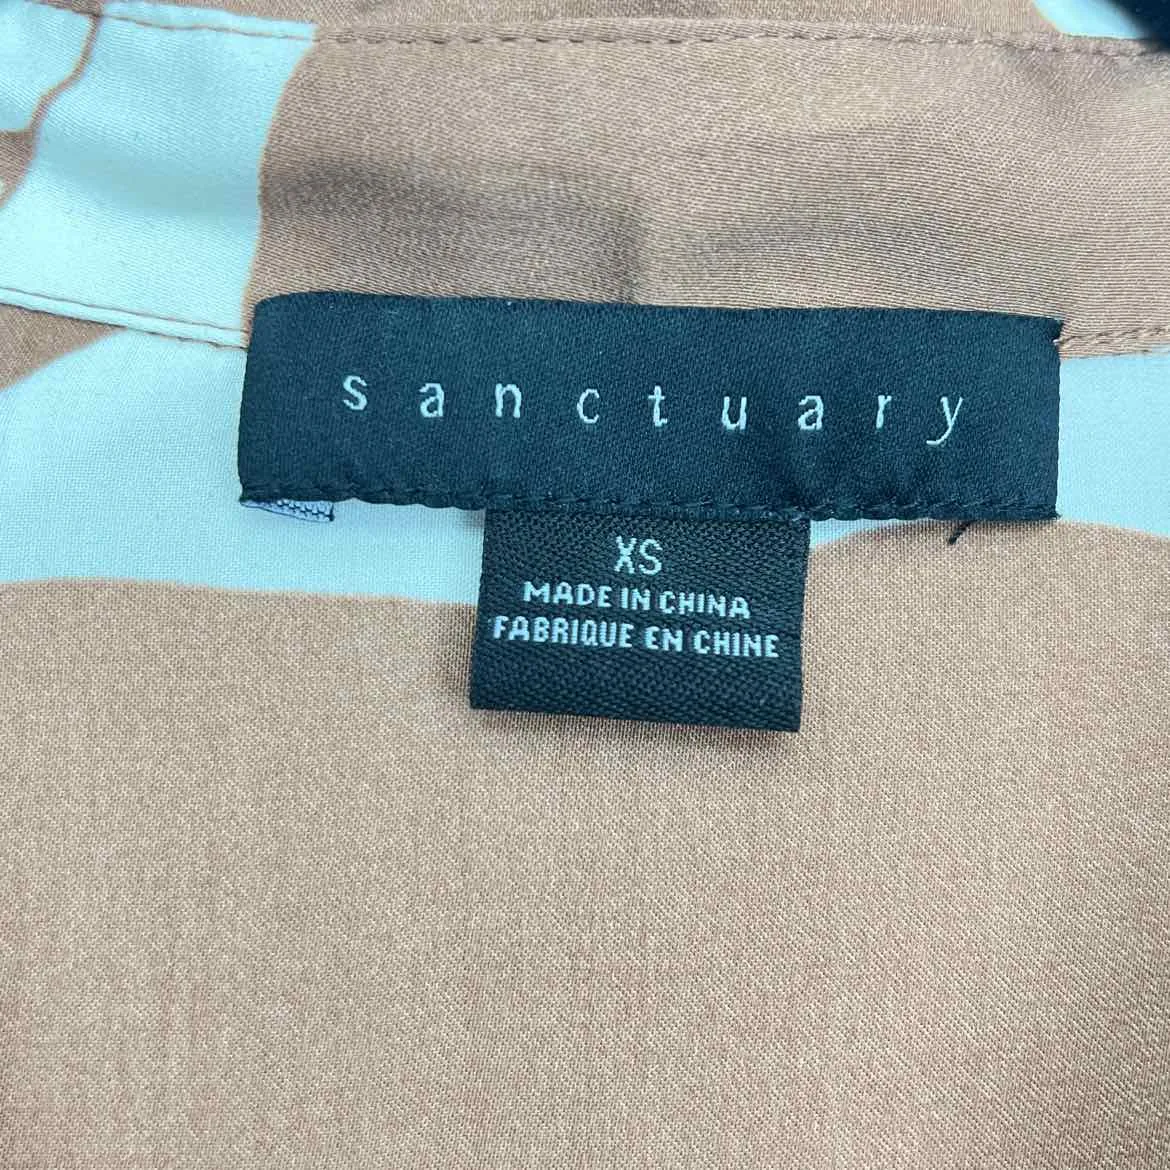 sanctuary
XS
MADE IN CHINA
FABRIQUE EN CHINE